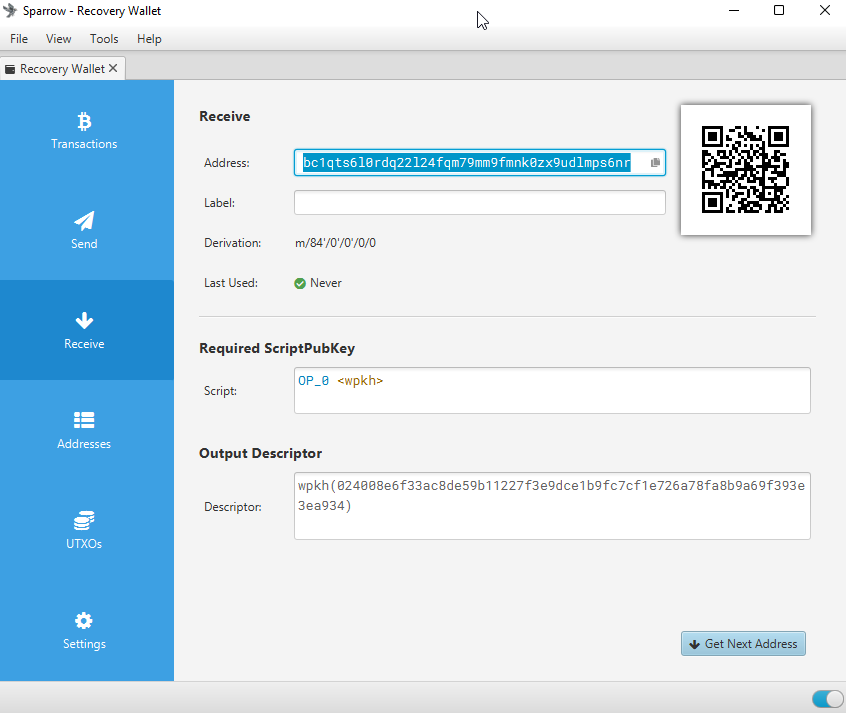 Sparrow - Recovery Wallet
File View Tools Help
Recovery Wallet
Transactions
Send
Receive
Addresses
UTXOs
Settings
Receive
Address: bc1qts6l0rdq22l24fqm79mm9fmnk0zx9udlmps6nr
Label:
Derivation: m/84'/0'/0'/0/0
Last Used: Never
Required ScriptPubKey
Script: OP_0 <wpkh>
Output Descriptor
Descriptor: wpkh(024008e6f33ac8de59b11227f3e9dce1b9fc7cf1e726a78fa8b9a69f393e
3ea934)
Get Next Address